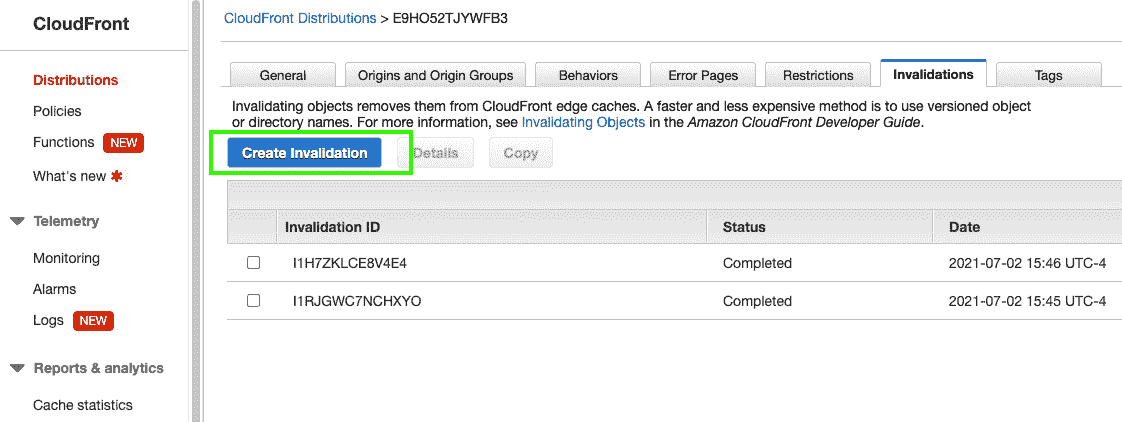 CloudFront
Distributions
Policies
Functions NEW
What's new
Telemetry
Monitoring
Alarms
Logs NEW
Reports & analytics
Cache statistics
CloudFront Distributions > E9HO52TJYWFB3
General Origins and Origin Groups Behaviors Error Pages Restrictions Invalidations Tags
Invalidating objects removes them from CloudFront edge caches. A faster and less expensive method is to use versioned object
or directory names. For more information, see Invalidating Objects in the Amazon CloudFront Developer Guide.
Create Invalidation Details Copy
Invalidation ID Status Date
I1H7ZKLCE8V4E4 Completed 2021-07-02 15:46 UTC-4
I1RJGWC7NCHXYO Completed 2021-07-02 15:45 UTC-4